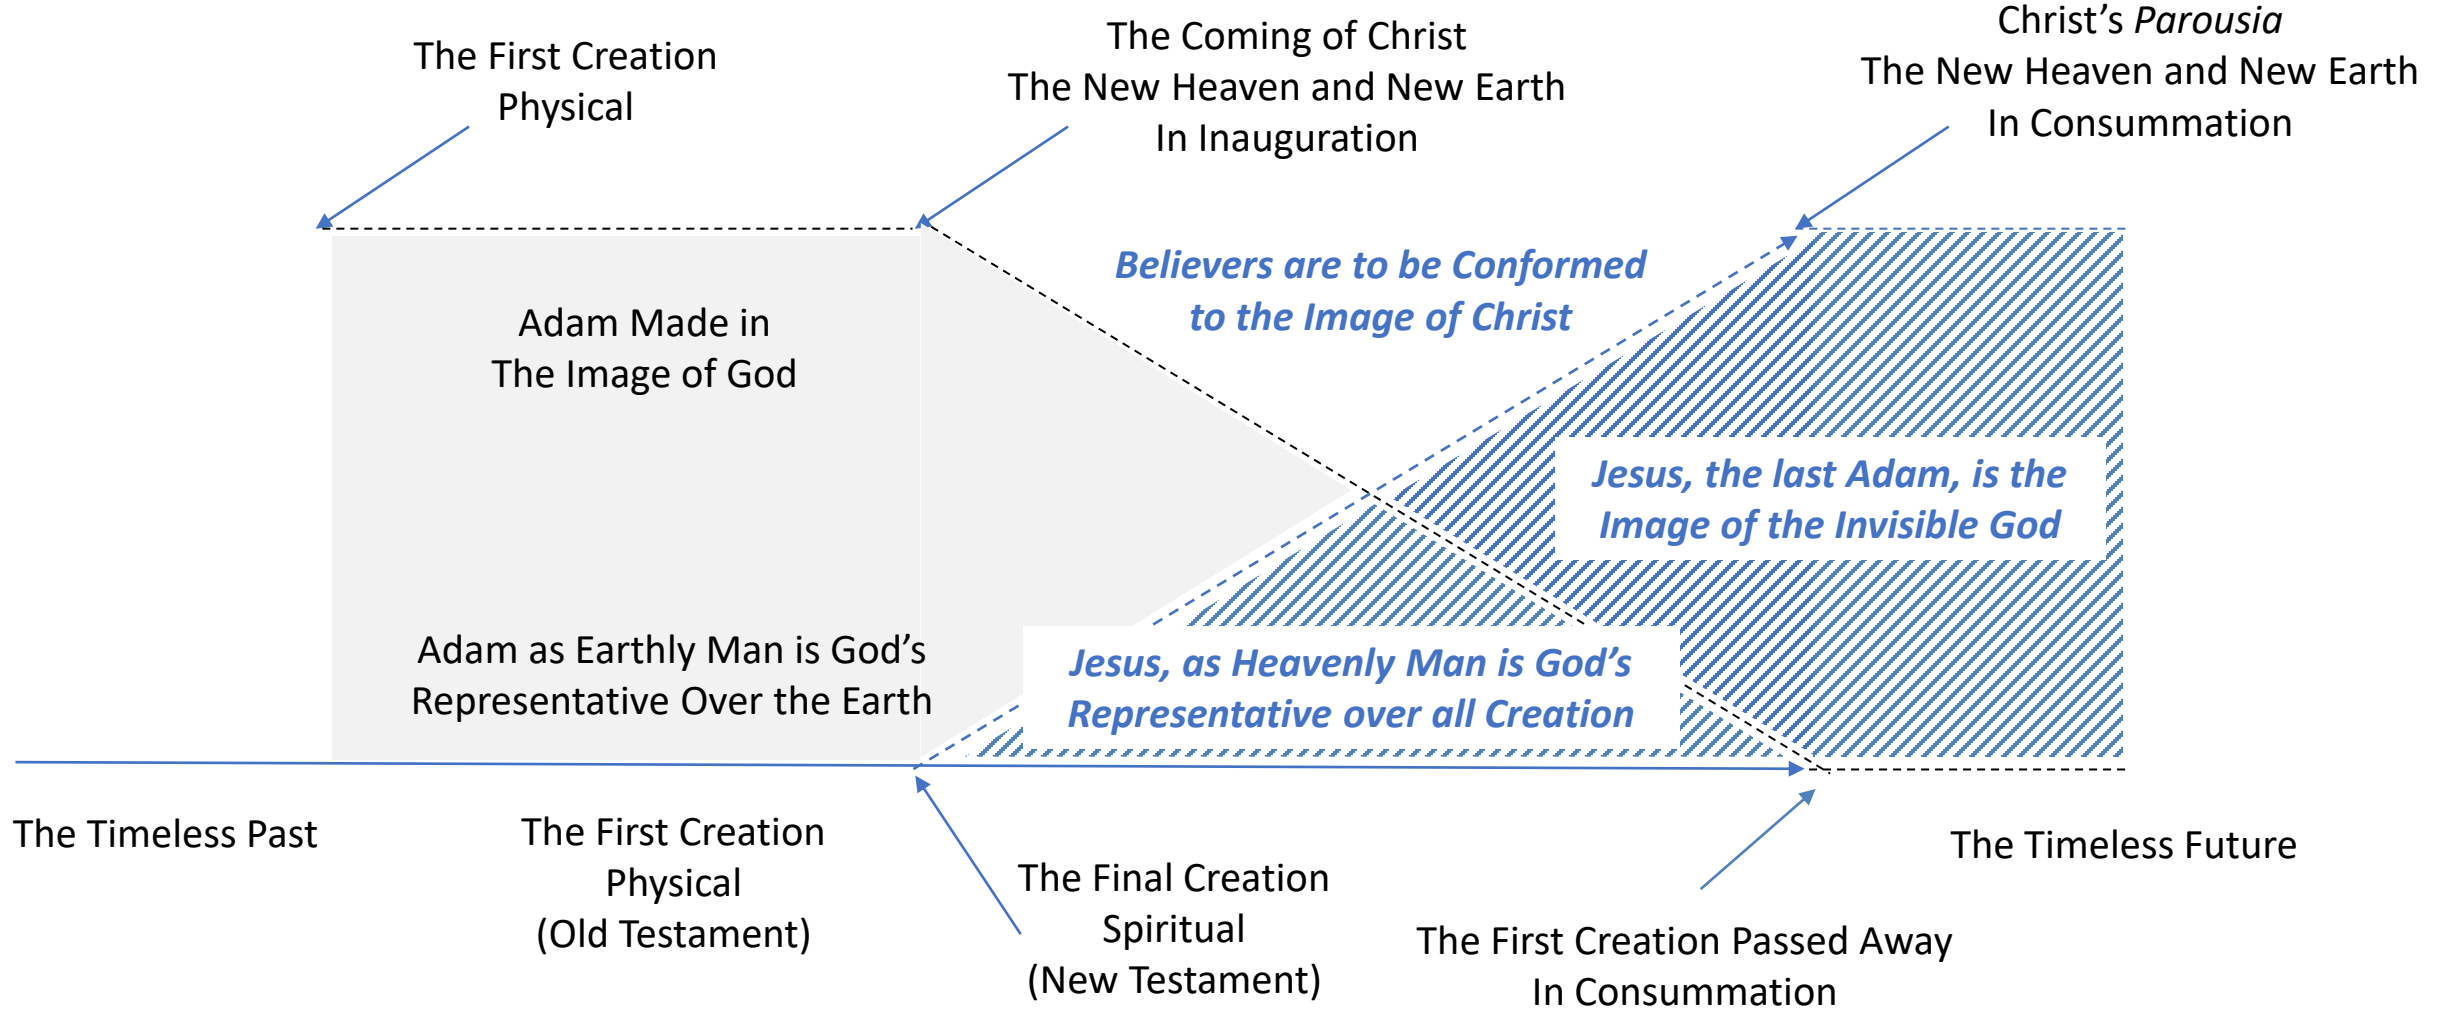 The First Creation
Physical
The Coming of Christ
The New Heaven and New Earth
In Inauguration
Christ’s Parousia
The New Heaven and New Earth
In Consummation
Believers are to be Conformed
to the Image of Christ
Adam Made in
The Image of God
Jesus, the last Adam, is the
Image of the Invisible God
Adam as Earthly Man is God’s
Representative Over the Earth
Jesus, as Heavenly Man is God’s
Representative over all Creation
The Timeless Past
The First Creation
Physical
(Old Testament)
The Final Creation
Spiritual
(New Testament)
The First Creation Passed Away
In Consummation
The Timeless Future